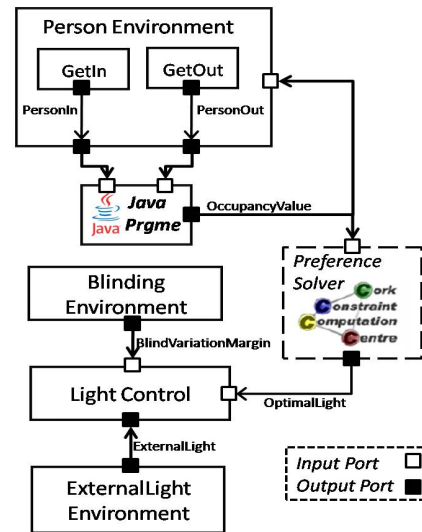 Person Environment
GetIn
GetOut
PersonIn
PersonOut
Java
Java
Prgme
OccupancyValue
Preference
Solver
Cork
Constraint
Computation
Centre
Blinding
Environment
BlindVariationMargin
Light Control
OptimalLight
ExternalLight
ExternalLight
Environment
Input Port
Output Port